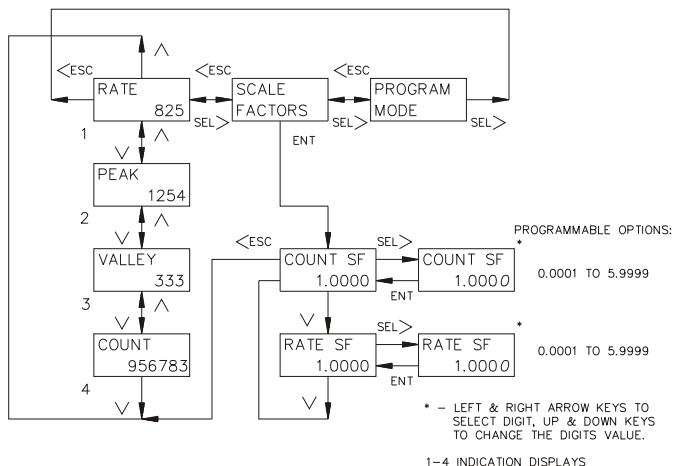 <ESC
<ESC
<ESC
RATE
825
SCALE
FACTORS
PROGRAM
MODE
SEL>
SEL>
SEL>
1
ENT
PEAK
1254
2
VALLEY
333
3
COUNT
956783
4
<ESC
SEL>
PROGRAMMABLE OPTIONS:
COUNT SF
1.0000
COUNT SF
1.0000
*
0.0001 TO 5.9999
ENT
SEL>
RATE SF
1.0000
RATE SF
1.0000
*
0.0001 TO 5.9999
ENT
* – LEFT & RIGHT ARROW KEYS TO
SELECT DIGIT, UP & DOWN KEYS
TO CHANGE THE DIGITS VALUE.
1–4 INDICATION DISPLAYS